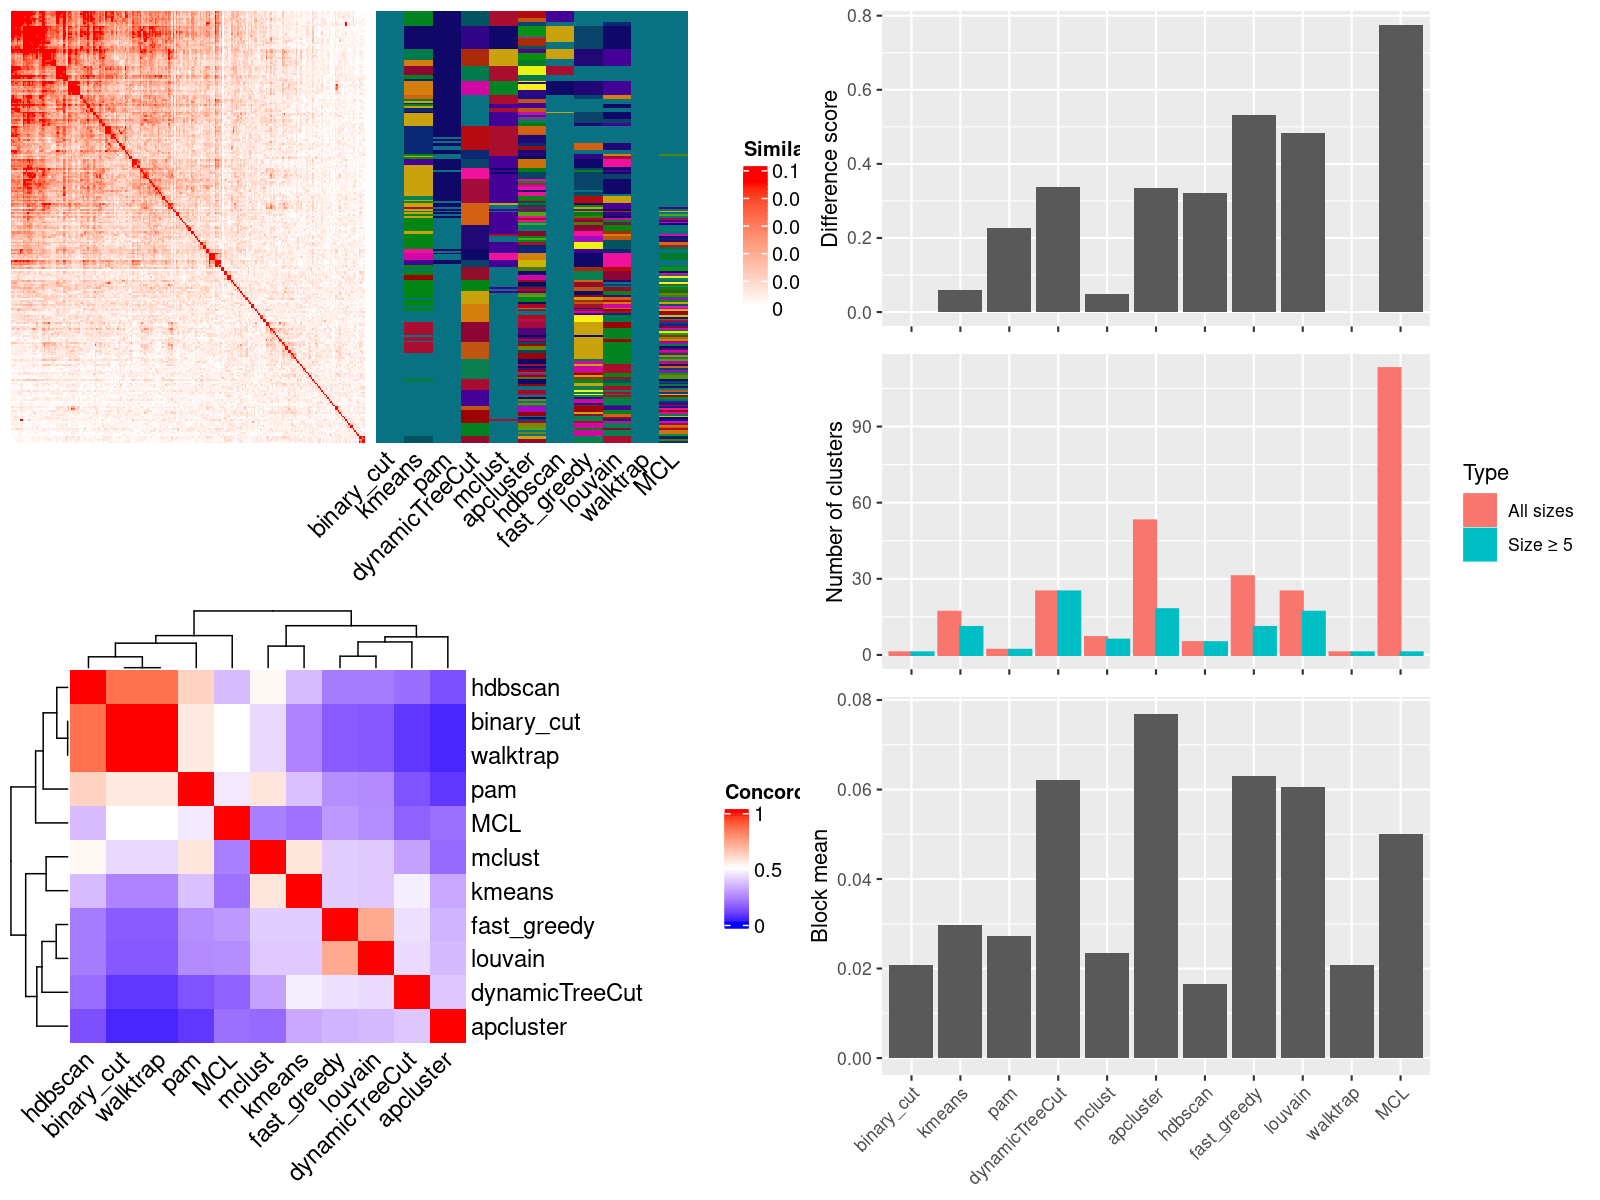 Simila
0.1
0.0
0.0
0.0
0.0
0
binary_cut
kmeans
pam
dynamicTreeCut
mclust
apcluster
hdbscan
fast_greedy
louvain
walktrap
MCL
hdbscan
binary_cut
walktrap
pam
MCL
mclust
kmeans
fast_greedy
louvain
dynamicTreeCut
apcluster
hdbscan
binary_cut
walktrap
pam
MCL
mclust
kmeans
fast_greedy
louvain
dynamicTreeCut
apcluster
Concord
1
0.5
0
Difference score
0.8
0.6
0.4
0.2
0.0
Number of clusters
90
60
30
0
Type
All sizes
Size ≥ 5
Block mean
0.08
0.06
0.04
0.02
0.00
binary_cut
kmeans
pam
dynamicTreeCut
mclust
apcluster
hdbscan
fast_greedy
louvain
walktrap
MCL